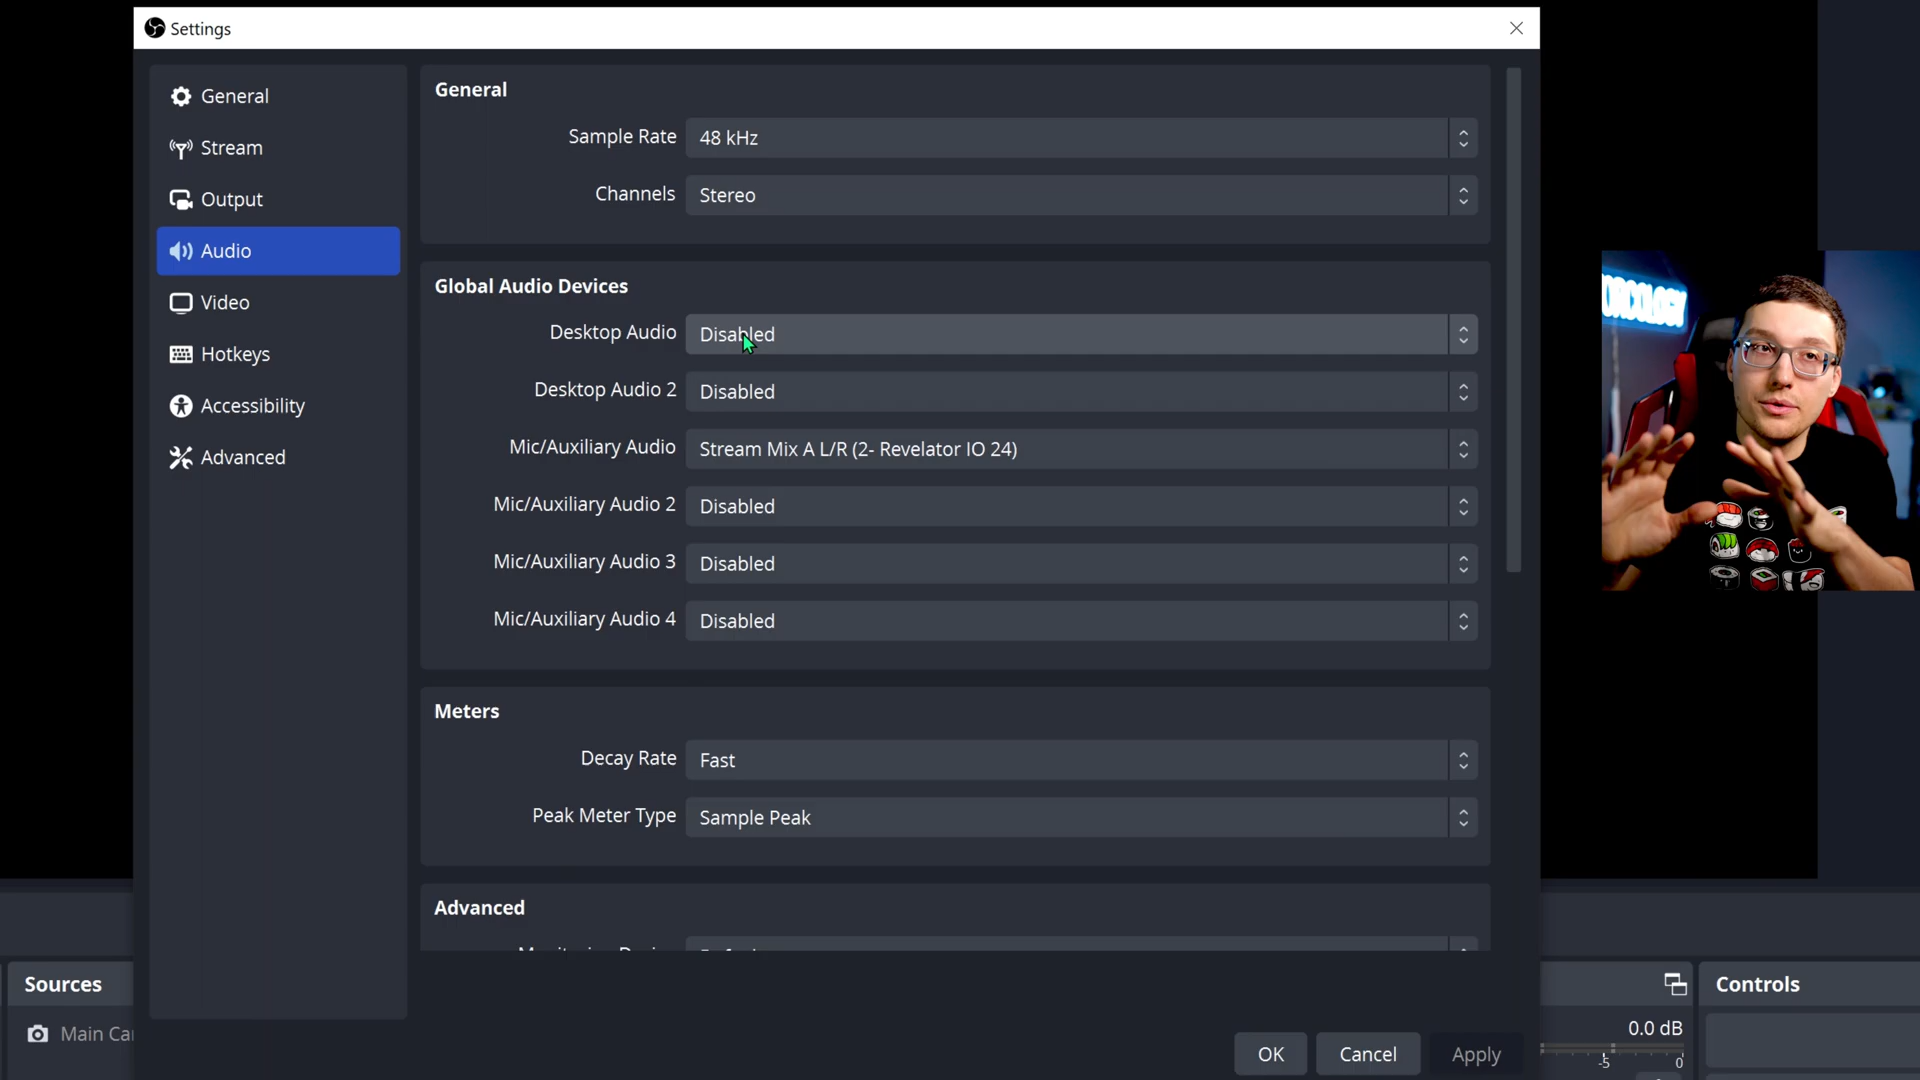 Settings
General
Stream
Output
Audio
Video
Hotkeys
Accessibility
Advanced
General
Sample Rate 48 kHz
Channels Stereo
Global Audio Devices
Desktop Audio Disabled
Desktop Audio 2 Disabled
Mic/Auxiliary Audio Stream Mix A L/R (2- Revelator IO 24)
Mic/Auxiliary Audio 2 Disabled
Mic/Auxiliary Audio 3 Disabled
Mic/Auxiliary Audio 4 Disabled
Meters
Decay Rate Fast
Peak Meter Type Sample Peak
Advanced
OK Cancel Apply
Sources
Main Ca
Controls
0.0 dB
-5 0